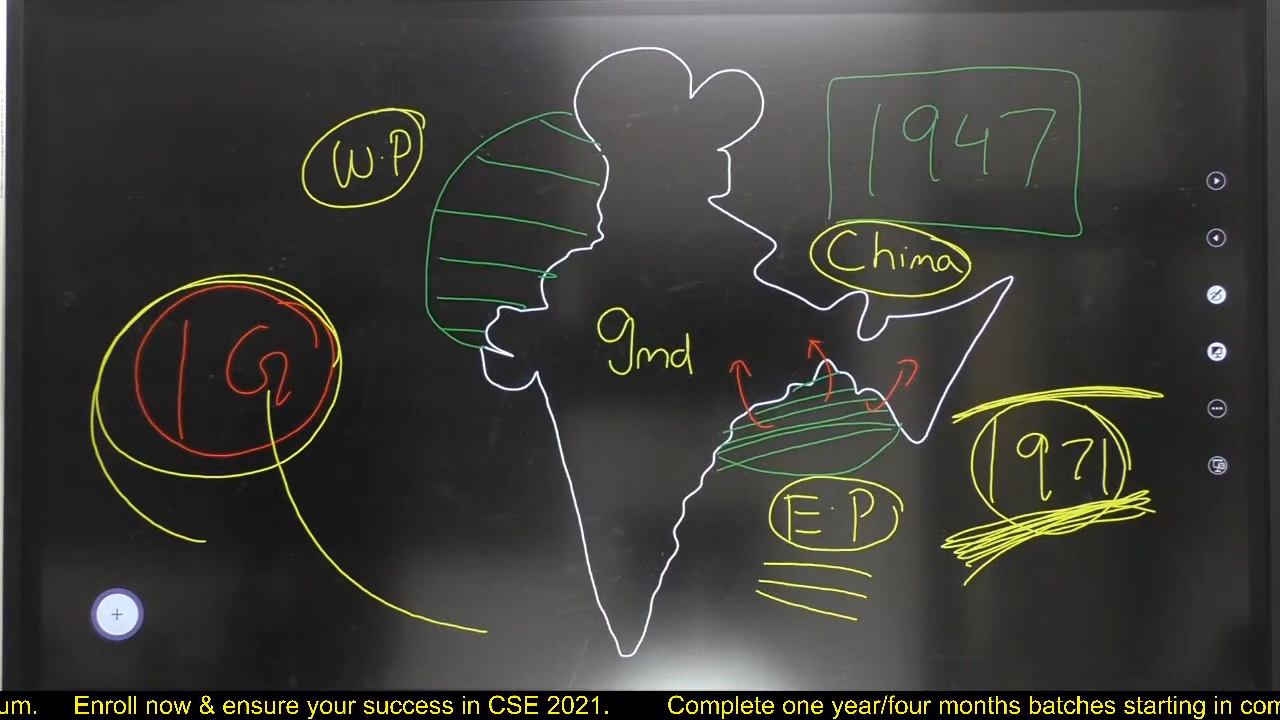 W.P
1947
China
IG
Ind
1971
E.P
um. Enroll now & ensure your success in CSE 2021. Complete one year/four months batches starting in con